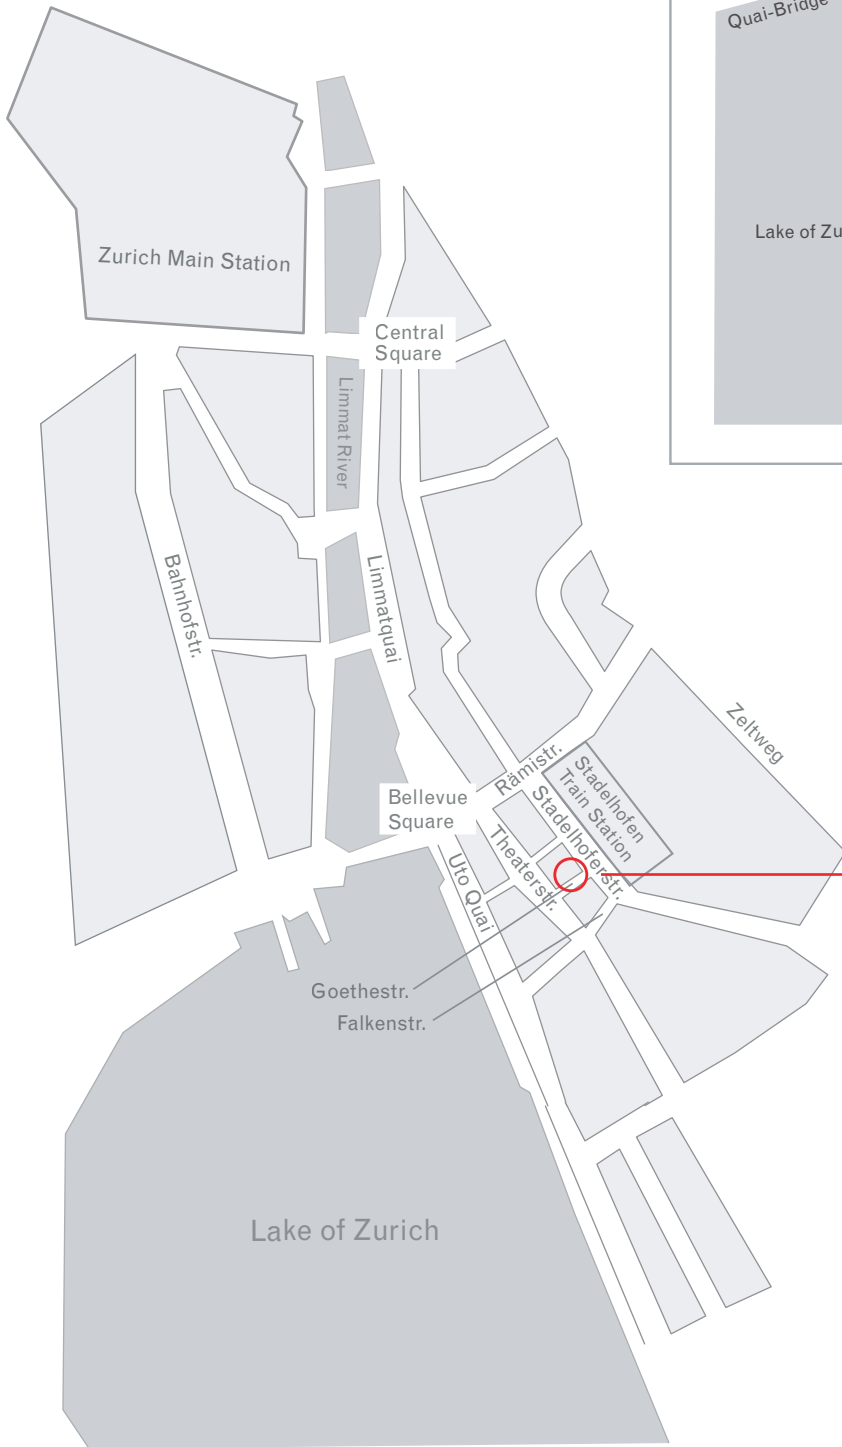 Quai-Bridge
Lake of Zu
Zurich Main Station
Central
Square
Limmat River
Bahnhofstr.
Limmatquai
Zeltweg
Rämistr.
Stadelhofen
Train Station
Bellevue
Square
Stadelhoferstr.
Theaterstr.
Uto Quai
Goethestr.
Falkenstr.
Lake of Zurich